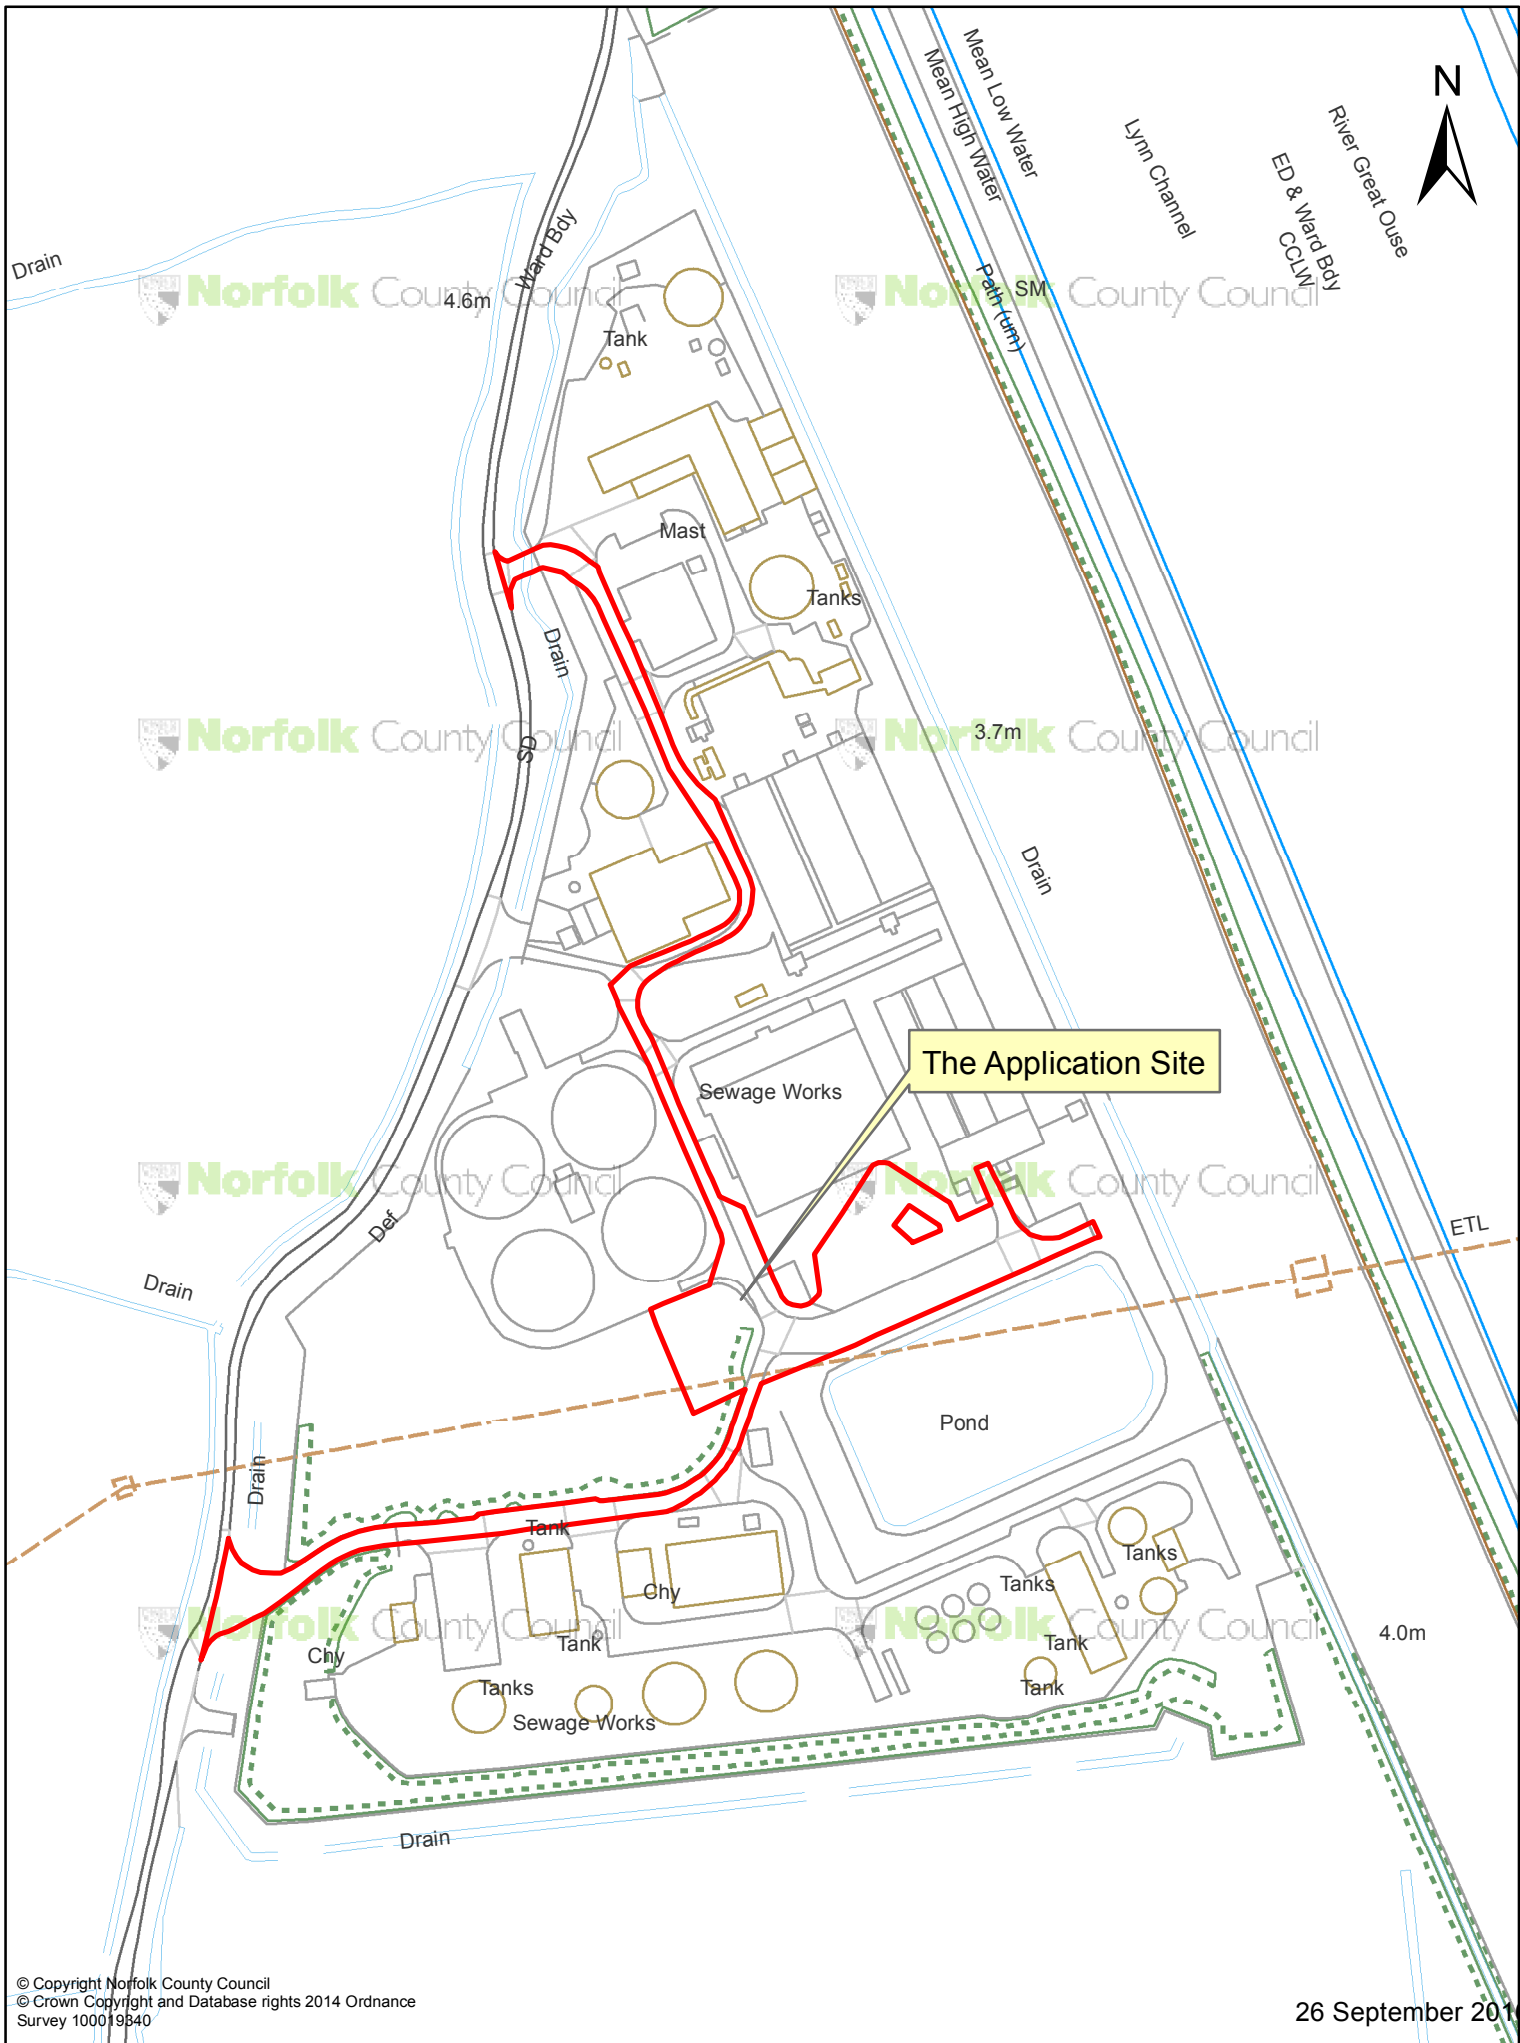 N
Mean Low Water
Mean High Water
Lynn Channel
River Great Ouse
ED & Ward Bdy
CCLW
Drain
Ward Bdy
Norfolk County Council
4.6m
Norfolk County Council
SM
Path (um)
Tank
Mast
Tanks
Drain
Norfolk County Council
SD
Norfolk County Council
3.7m
Drain
The Application Site
Sewage Works
Norfolk County Council
Norfolk County Council
Def
ETL
Drain
Pond
Drain
Tank
Tanks
Tanks
Chy
Norfolk County Council
Norfolk County Council
4.0m
Tank
Tank
Chy
Tanks
Tank
Sewage Works
Drain
© Copyright Norfolk County Council
© Crown Copyright and Database rights 2014 Ordnance
Survey 100019340
26 September 201